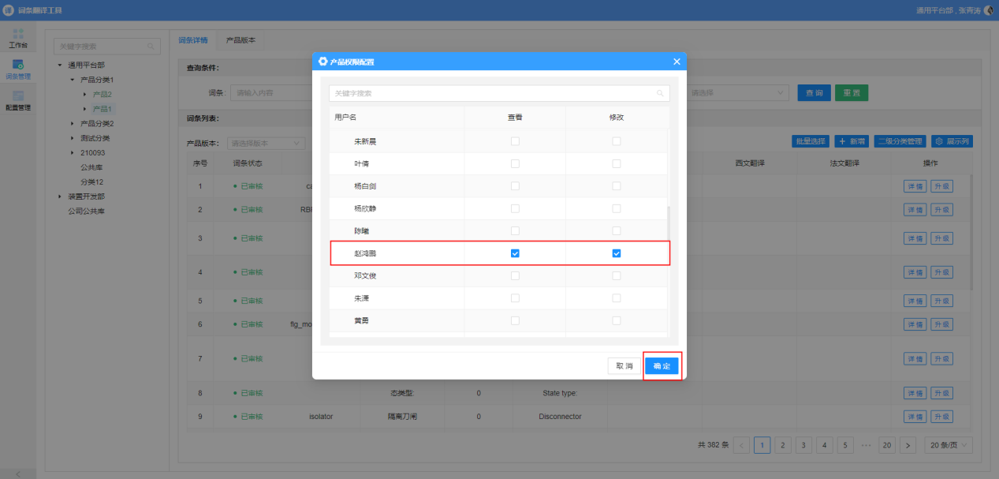 译 词条翻译工具
通用平台部 , 张霄涛
工作台
词条管理
配置管理
关键字搜索
通用平台部
产品分类1
产品2
产品1
产品分类2
测试分类
210093
公共库
分类12
装置开发部
公司公共库
词条详情 产品版本
查询条件:
词条: 请输入内容 请选择 查 询 重 置
词条列表:
产品版本: 请选择版本 批量选择 + 新增 二级分类管理 展示列
序号 词条状态 西文翻译 法文翻译 操作
1 已审核 ca 详 情 升 级
2 已审核 RBI 详 情 升 级
3 已审核 详 情 升 级
4 已审核 详 情 升 级
5 已审核 详 情 升 级
6 已审核 flg_mo 详 情 升 级
7 已审核 详 情 升 级
8 已审核 态类型: 0 State type: 详 情 升 级
9 已审核 isolator 隔离刀闸 0 Disconnector 详 情 升 级
共 382 条 < 1 2 3 4 5 ••• 20 > 20 条/页
产品权限配置
关键字搜索
用户名 查看 修改
朱新晨
叶倩
杨白剑
杨欣静
陈曦
赵鸿鹏
邓文俊
朱潇
黄勇
取 消 确 定